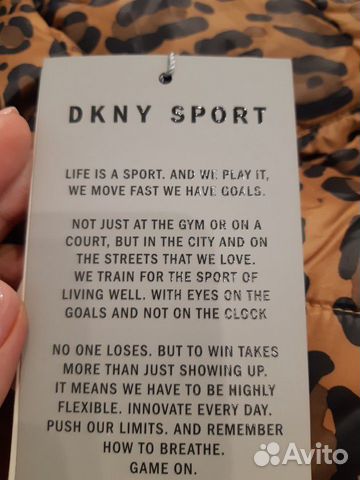 DKNY SPORT
LIFE IS A SPORT. AND WE PLAY IT,
WE MOVE FAST WE HAVE GOALS.
NOT JUST AT THE GYM OR ON A
COURT, BUT IN THE CITY AND ON
THE STREETS THAT WE LOVE.
WE TRAIN FOR THE SPORT OF
LIVING WELL. WITH EYES ON THE
GOALS AND NOT ON THE CLOCK
NO ONE LOSES. BUT TO WIN TAKES
MORE THAN JUST SHOWING UP.
IT MEANS WE HAVE TO BE HIGHLY
FLEXIBLE. INNOVATE EVERY DAY.
PUSH OUR LIMITS. AND REMEMBER
HOW TO BREATHE.
GAME ON.
Avito